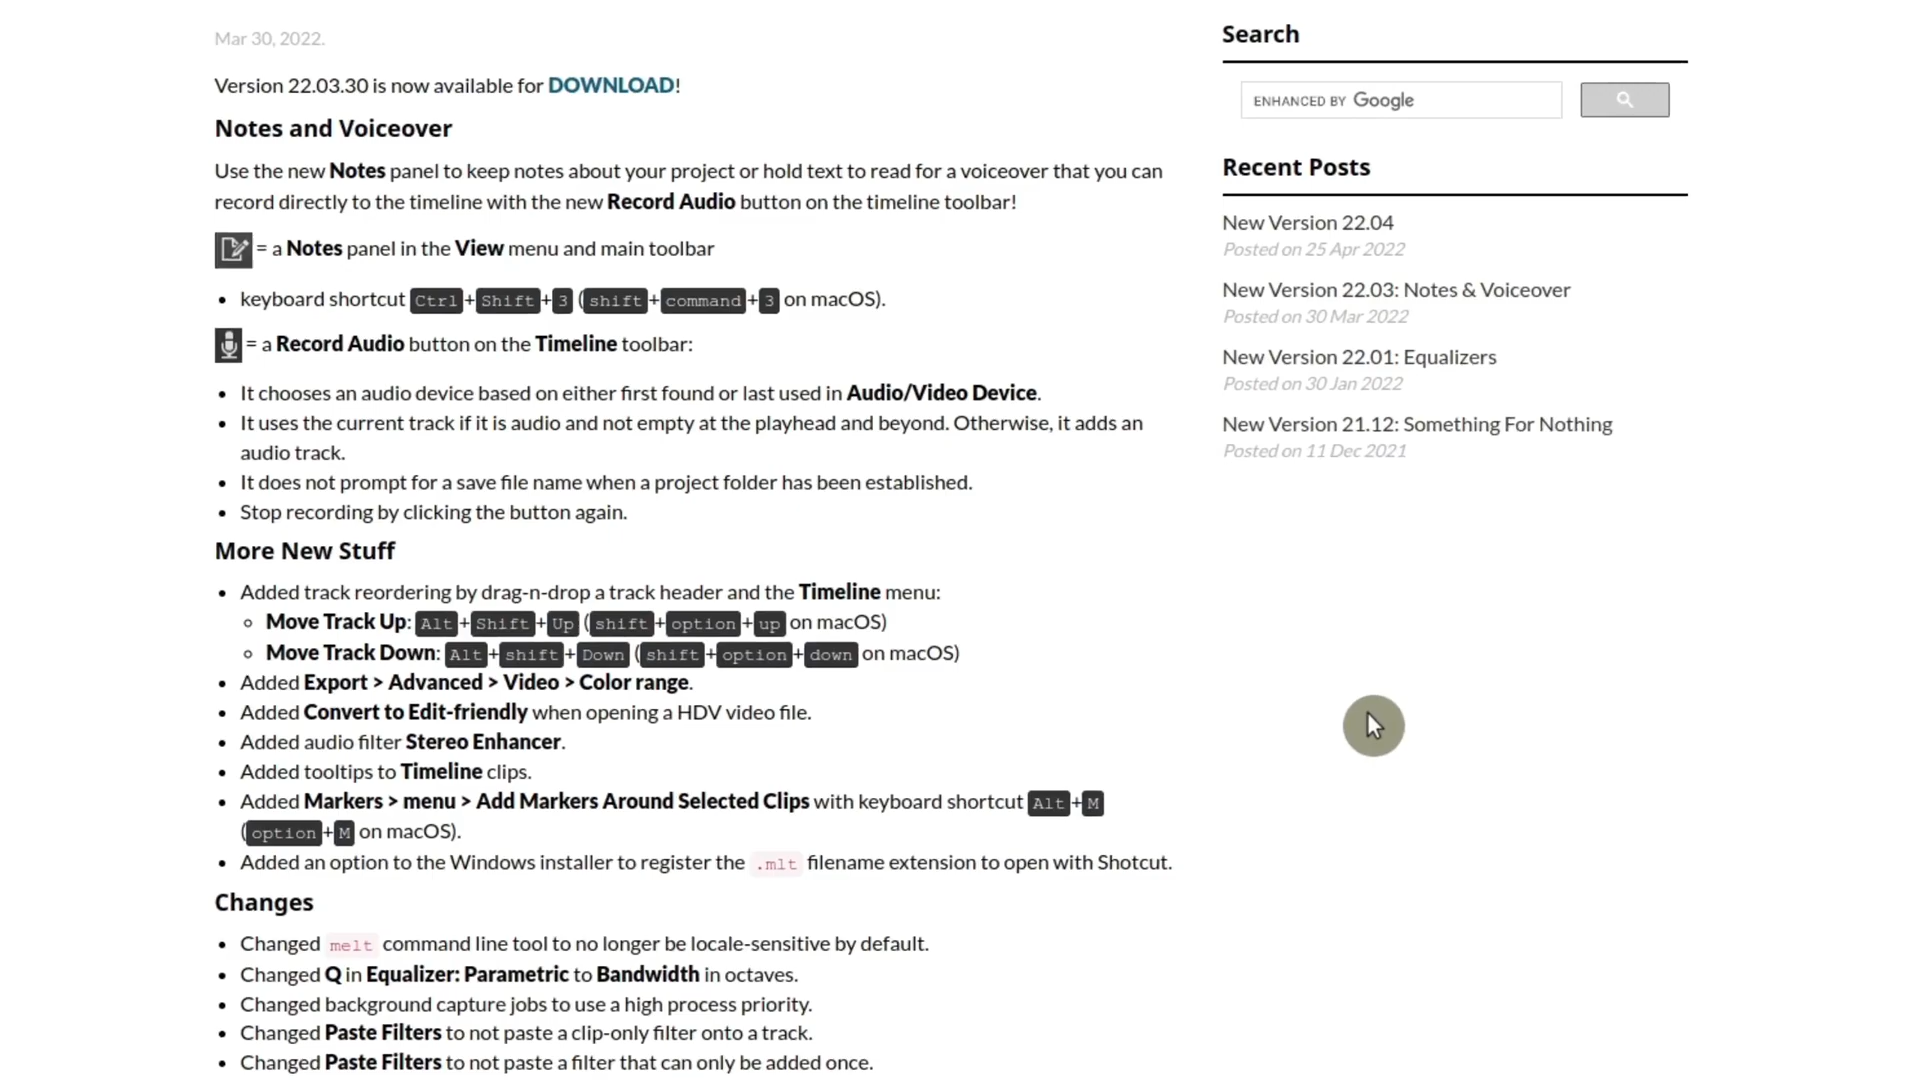 Mar 30, 2022.
Version 22.03.30 is now available for DOWNLOAD!
Notes and Voiceover
Use the new Notes panel to keep notes about your project or hold text to read for a voiceover that you can
record directly to the timeline with the new Record Audio button on the timeline toolbar!
= a Notes panel in the View menu and main toolbar
• keyboard shortcut Ctrl+Shift+3 (shift+command+3 on macOS).
= a Record Audio button on the Timeline toolbar:
• It chooses an audio device based on either first found or last used in Audio/Video Device.
• It uses the current track if it is audio and not empty at the playhead and beyond. Otherwise, it adds an
audio track.
• It does not prompt for a save file name when a project folder has been established.
• Stop recording by clicking the button again.
More New Stuff
• Added track reordering by drag-n-drop a track header and the Timeline menu:
◦ Move Track Up: Alt+Shift+Up (shift+option+up on macOS)
◦ Move Track Down: Alt+shift+Down (shift+option+down on macOS)
• Added Export > Advanced > Video > Color range.
• Added Convert to Edit-friendly when opening a HDV video file.
• Added audio filter Stereo Enhancer.
• Added tooltips to Timeline clips.
• Added Markers > menu > Add Markers Around Selected Clips with keyboard shortcut Alt+M
(option+M on macOS).
• Added an option to the Windows installer to register the .mlt filename extension to open with Shotcut.
Changes
• Changed melt command line tool to no longer be locale-sensitive by default.
• Changed Q in Equalizer: Parametric to Bandwidth in octaves.
• Changed background capture jobs to use a high process priority.
• Changed Paste Filters to not paste a clip-only filter onto a track.
• Changed Paste Filters to not paste a filter that can only be added once.
Search
ENHANCED BY Google
Recent Posts
New Version 22.04
Posted on 25 Apr 2022
New Version 22.03: Notes & Voiceover
Posted on 30 Mar 2022
New Version 22.01: Equalizers
Posted on 30 Jan 2022
New Version 21.12: Something For Nothing
Posted on 11 Dec 2021